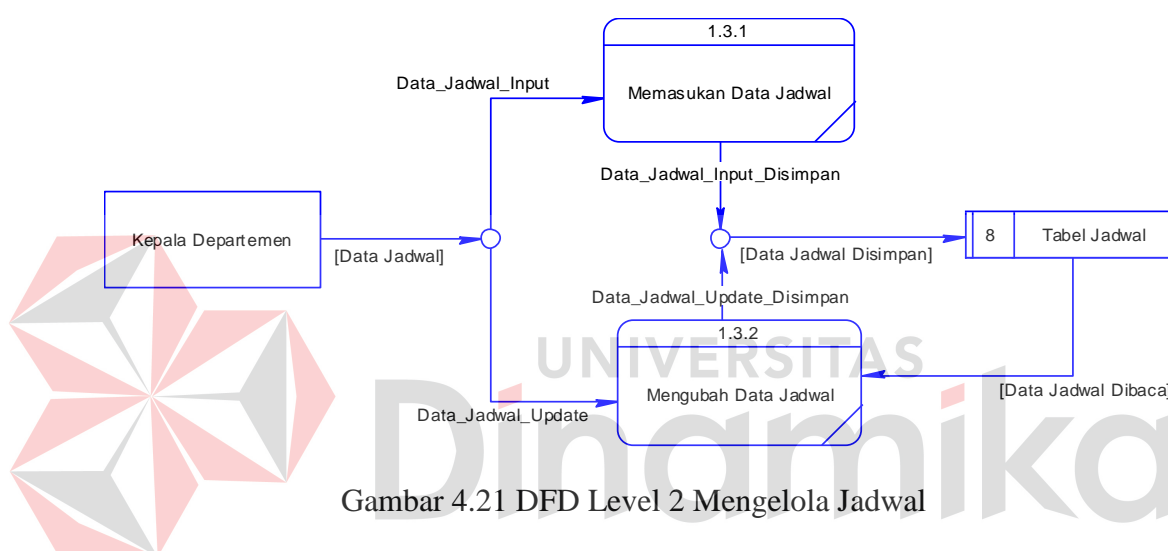 1.3.1
Data_Jadwal_Input
Memasukan Data Jadwal
Data_Jadwal_Input_Disimpan
Kepala Departemen
[Data Jadwal]
8
Tabel Jadwal
[Data Jadwal Disimpan]
Data_Jadwal_Update_Disimpan
1.3.2
UNIVERSITAS
Dinamika
Mengubah Data Jadwal
[Data Jadwal Dibaca]
Data_Jadwal_Update
Gambar 4.21 DFD Level 2 Mengelola Jadwal